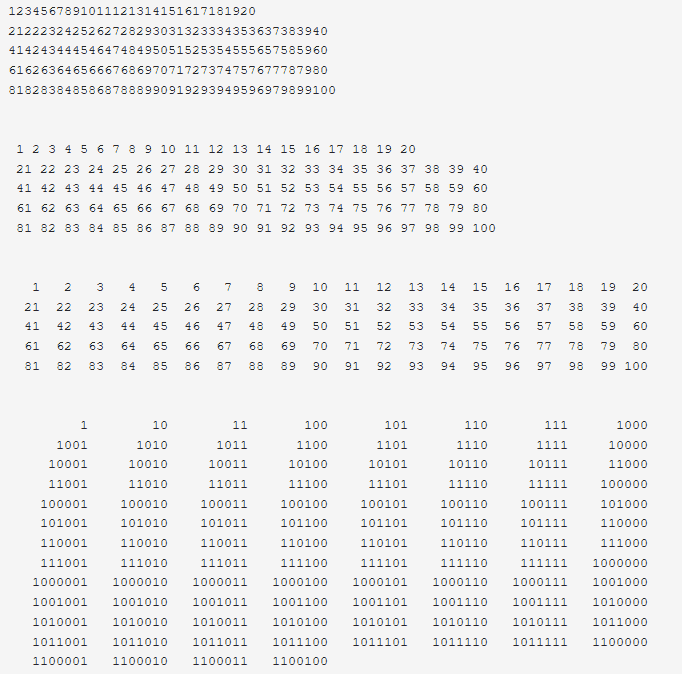 1234567891011121314151617181920
2122232425262728293031323334353637383940
4142434445464748495051525354555657585960
6162636465666768697071727374757677787980
81828384858687888990919293949596979899100
1 2 3 4 5 6 7 8 9 10 11 12 13 14 15 16 17 18 19 20
21 22 23 24 25 26 27 28 29 30 31 32 33 34 35 36 37 38 39 40
41 42 43 44 45 46 47 48 49 50 51 52 53 54 55 56 57 58 59 60
61 62 63 64 65 66 67 68 69 70 71 72 73 74 75 76 77 78 79 80
81 82 83 84 85 86 87 88 89 90 91 92 93 94 95 96 97 98 99 100
1 2 3 4 5 6 7 8 9 10 11 12 13 14 15 16 17 18 19 20
21 22 23 24 25 26 27 28 29 30 31 32 33 34 35 36 37 38 39 40
41 42 43 44 45 46 47 48 49 50 51 52 53 54 55 56 57 58 59 60
61 62 63 64 65 66 67 68 69 70 71 72 73 74 75 76 77 78 79 80
81 82 83 84 85 86 87 88 89 90 91 92 93 94 95 96 97 98 99 100
1 10 11 100 101 110 111 1000
1001 1010 1011 1100 1101 1110 1111 10000
10001 10010 10011 10100 10101 10110 10111 11000
11001 11010 11011 11100 11101 11110 11111 100000
100001 100010 100011 100100 100101 100110 100111 101000
101001 101010 101011 101100 101101 101110 101111 110000
110001 110010 110011 110100 110101 110110 110111 111000
111001 111010 111011 111100 111101 111110 111111 1000000
1000001 1000010 1000011 1000100 1000101 1000110 1000111 1001000
1001001 1001010 1001011 1001100 1001101 1001110 1001111 1010000
1010001 1010010 1010011 1010100 1010101 1010110 1010111 1011000
1011001 1011010 1011011 1011100 1011101 1011110 1011111 1100000
1100001 1100010 1100011 1100100